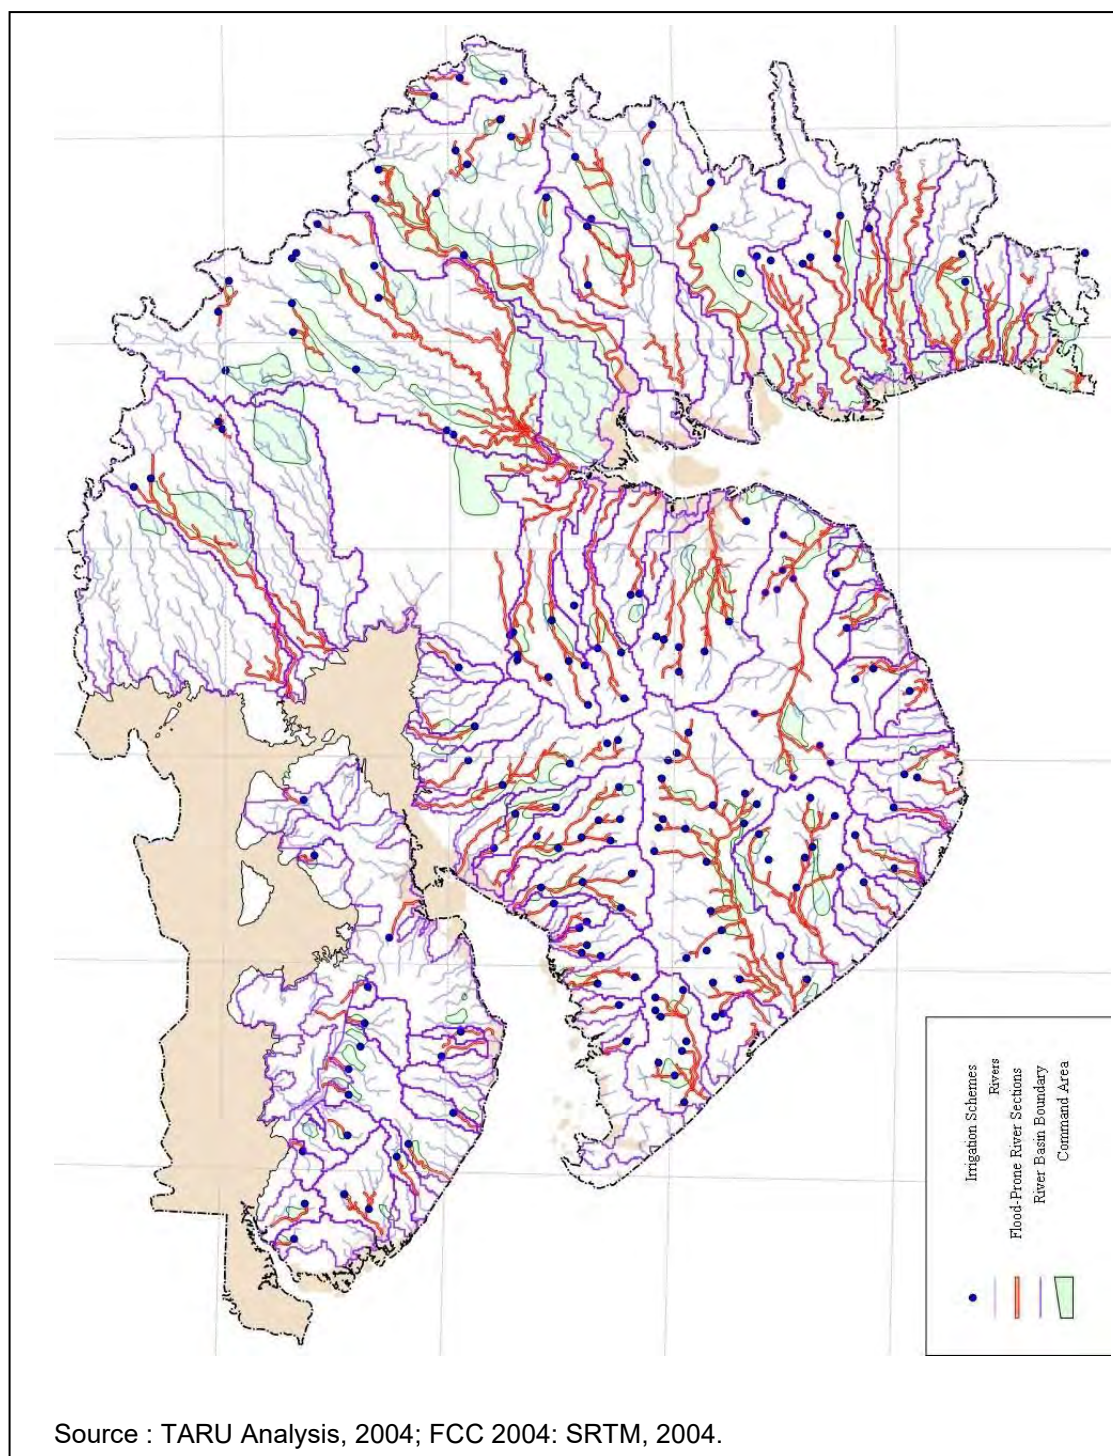 Irrigation Schemes
Rivers
Flood-Prone River Sections
River Basin Boundary
Command Area
Source : TARU Analysis, 2004; FCC 2004: SRTM, 2004.